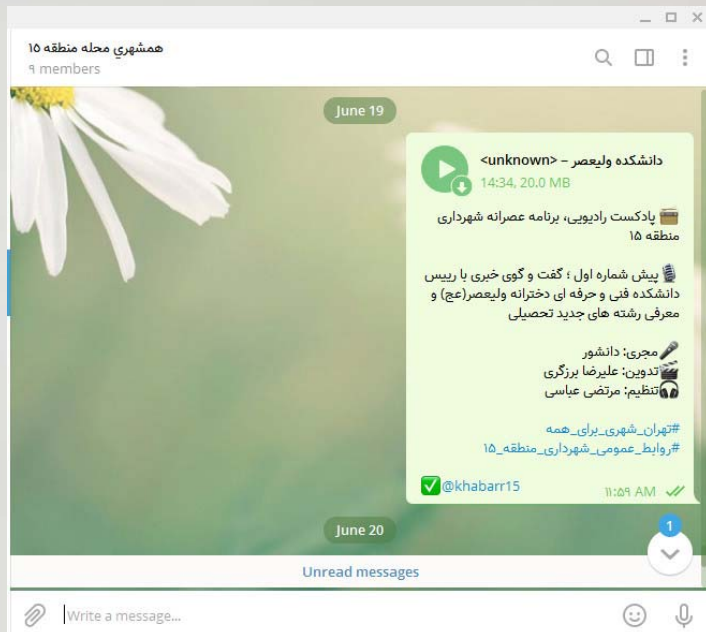 همشهري محله منطقه ۱۵
۹ members
June 19
دانشکده ولیعصر – <unknown>
14:34, 20.0 MB
📻 پادکست رادیویی، برنامه عصرانه شهرداری
منطقه ۱۵
🎙 پیش شماره اول ؛ گفت و گوی خبری با رییس
دانشکده فنی و حرفه ای دخترانه ولیعصر(عج) و
معرفی رشته های جدید تحصیلی
🎤مجری: دانشور
🎬تدوین: علیرضا برزگری
🎧تنظیم: مرتضی عباسی
#تهران_شهری_برای_همه
#روابط_عمومی_شهرداری_منطقه_۱۵
✅@khabarr15
۱۱:۵۹ AM
June 20
1
Unread messages
Write a message...